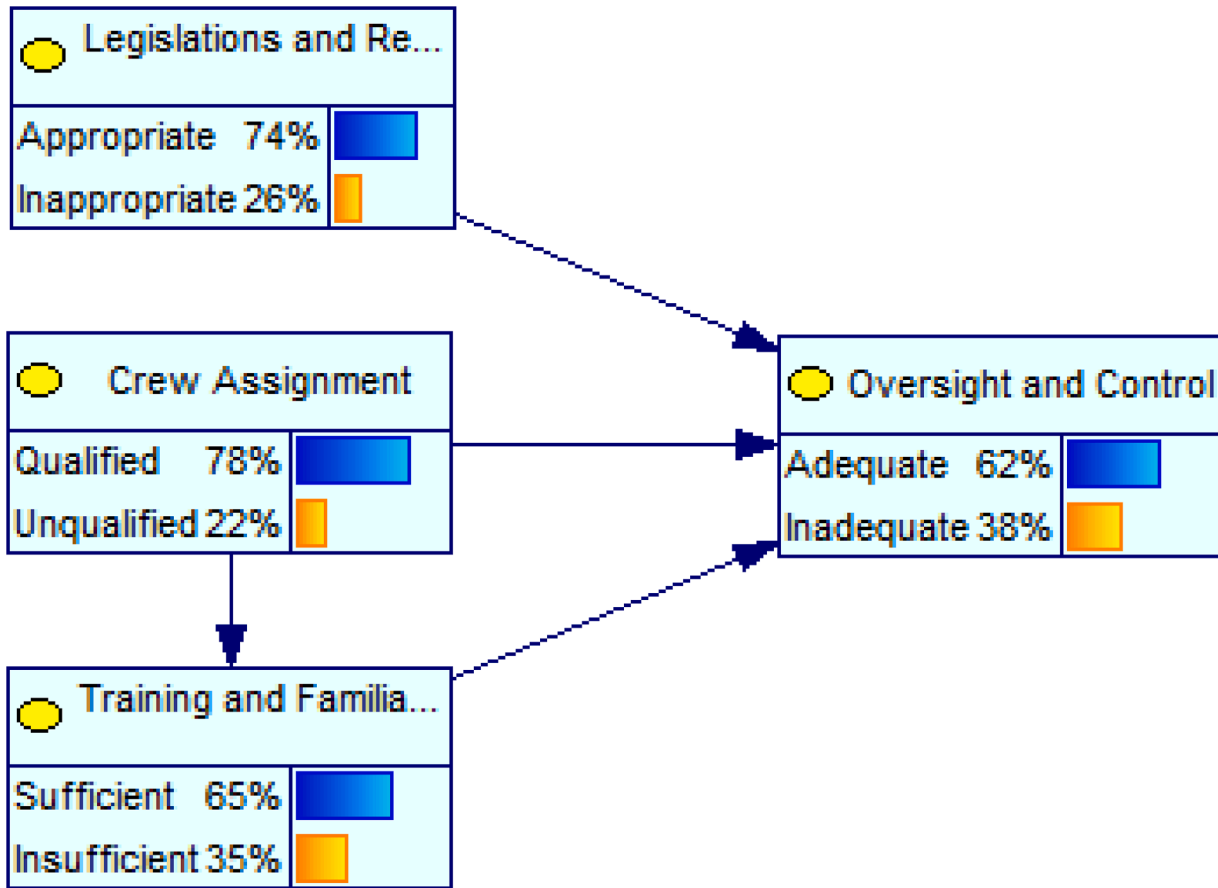 Legislations and Re...
Appropriate 74%
Inappropriate 26%
Crew Assignment
Qualified 78%
Unqualified 22%
Oversight and Control
Adequate 62%
Inadequate 38%
Training and Familia...
Sufficient 65%
Insufficient 35%